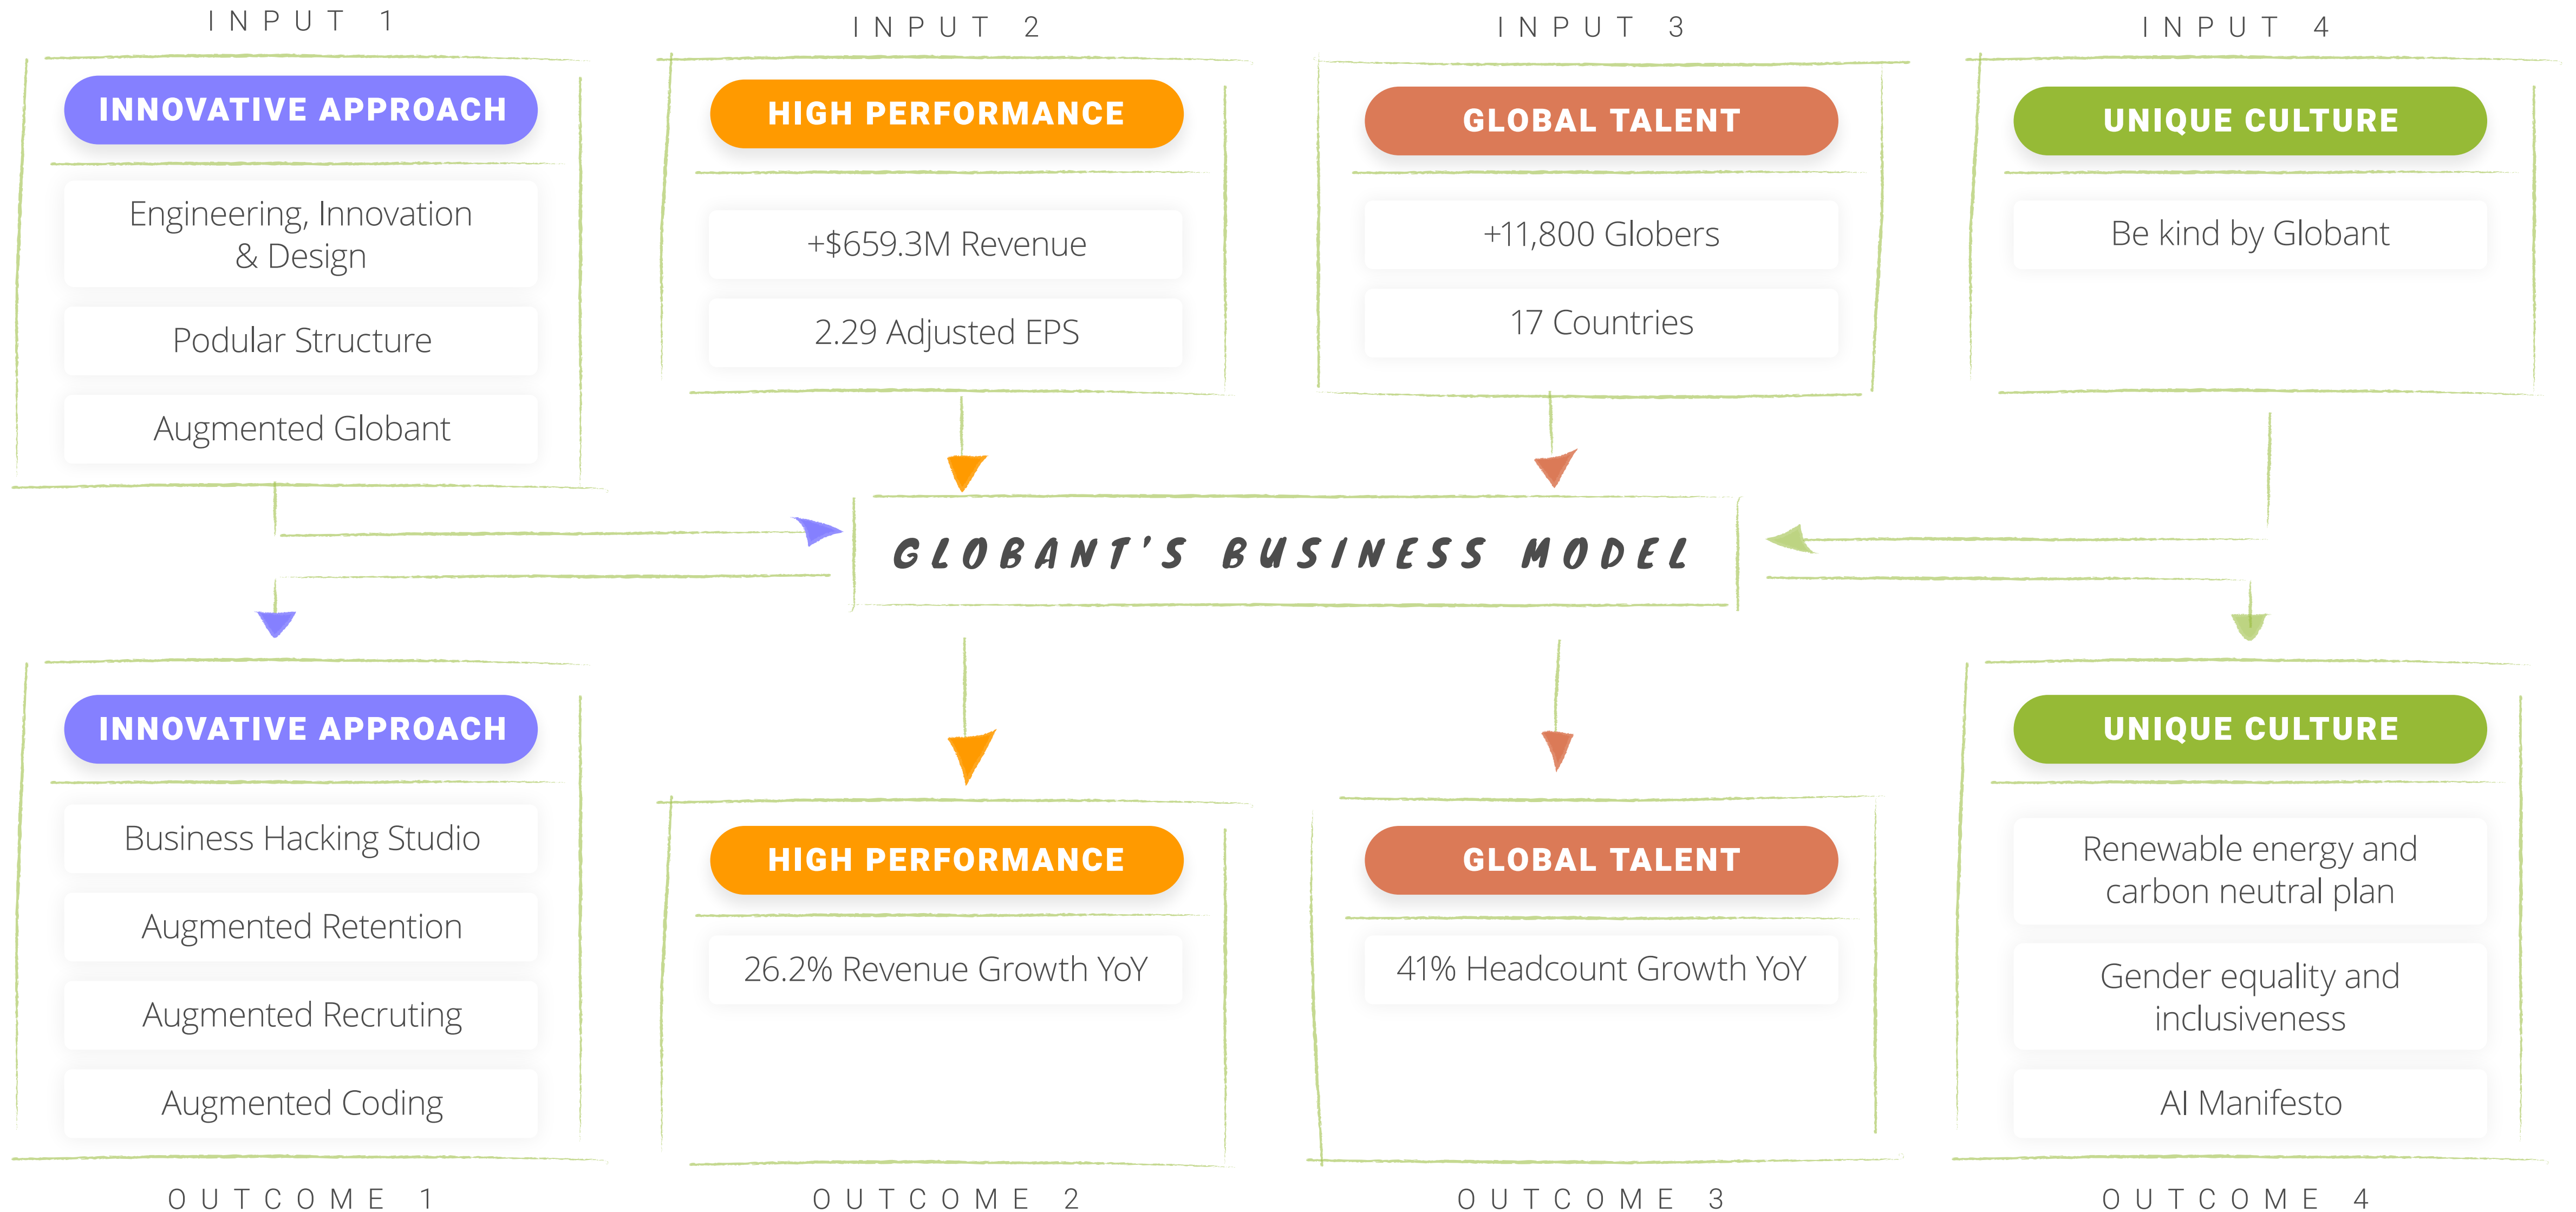 INPUT 1
INNOVATIVE APPROACH
Engineering, Innovation
& Design
Podular Structure
Augmented Globant
INPUT 2
HIGH PERFORMANCE
+$659.3M Revenue
2.29 Adjusted EPS
INPUT 3
GLOBAL TALENT
+11,800 Globers
17 Countries
INPUT 4
UNIQUE CULTURE
Be kind by Globant
GLOBANT'S BUSINESS MODEL
INNOVATIVE APPROACH
Business Hacking Studio
Augmented Retention
Augmented Recruting
Augmented Coding
OUTCOME 1
HIGH PERFORMANCE
26.2% Revenue Growth YoY
OUTCOME 2
GLOBAL TALENT
41% Headcount Growth YoY
OUTCOME 3
UNIQUE CULTURE
Renewable energy and
carbon neutral plan
Gender equality and
inclusiveness
AI Manifesto
OUTCOME 4